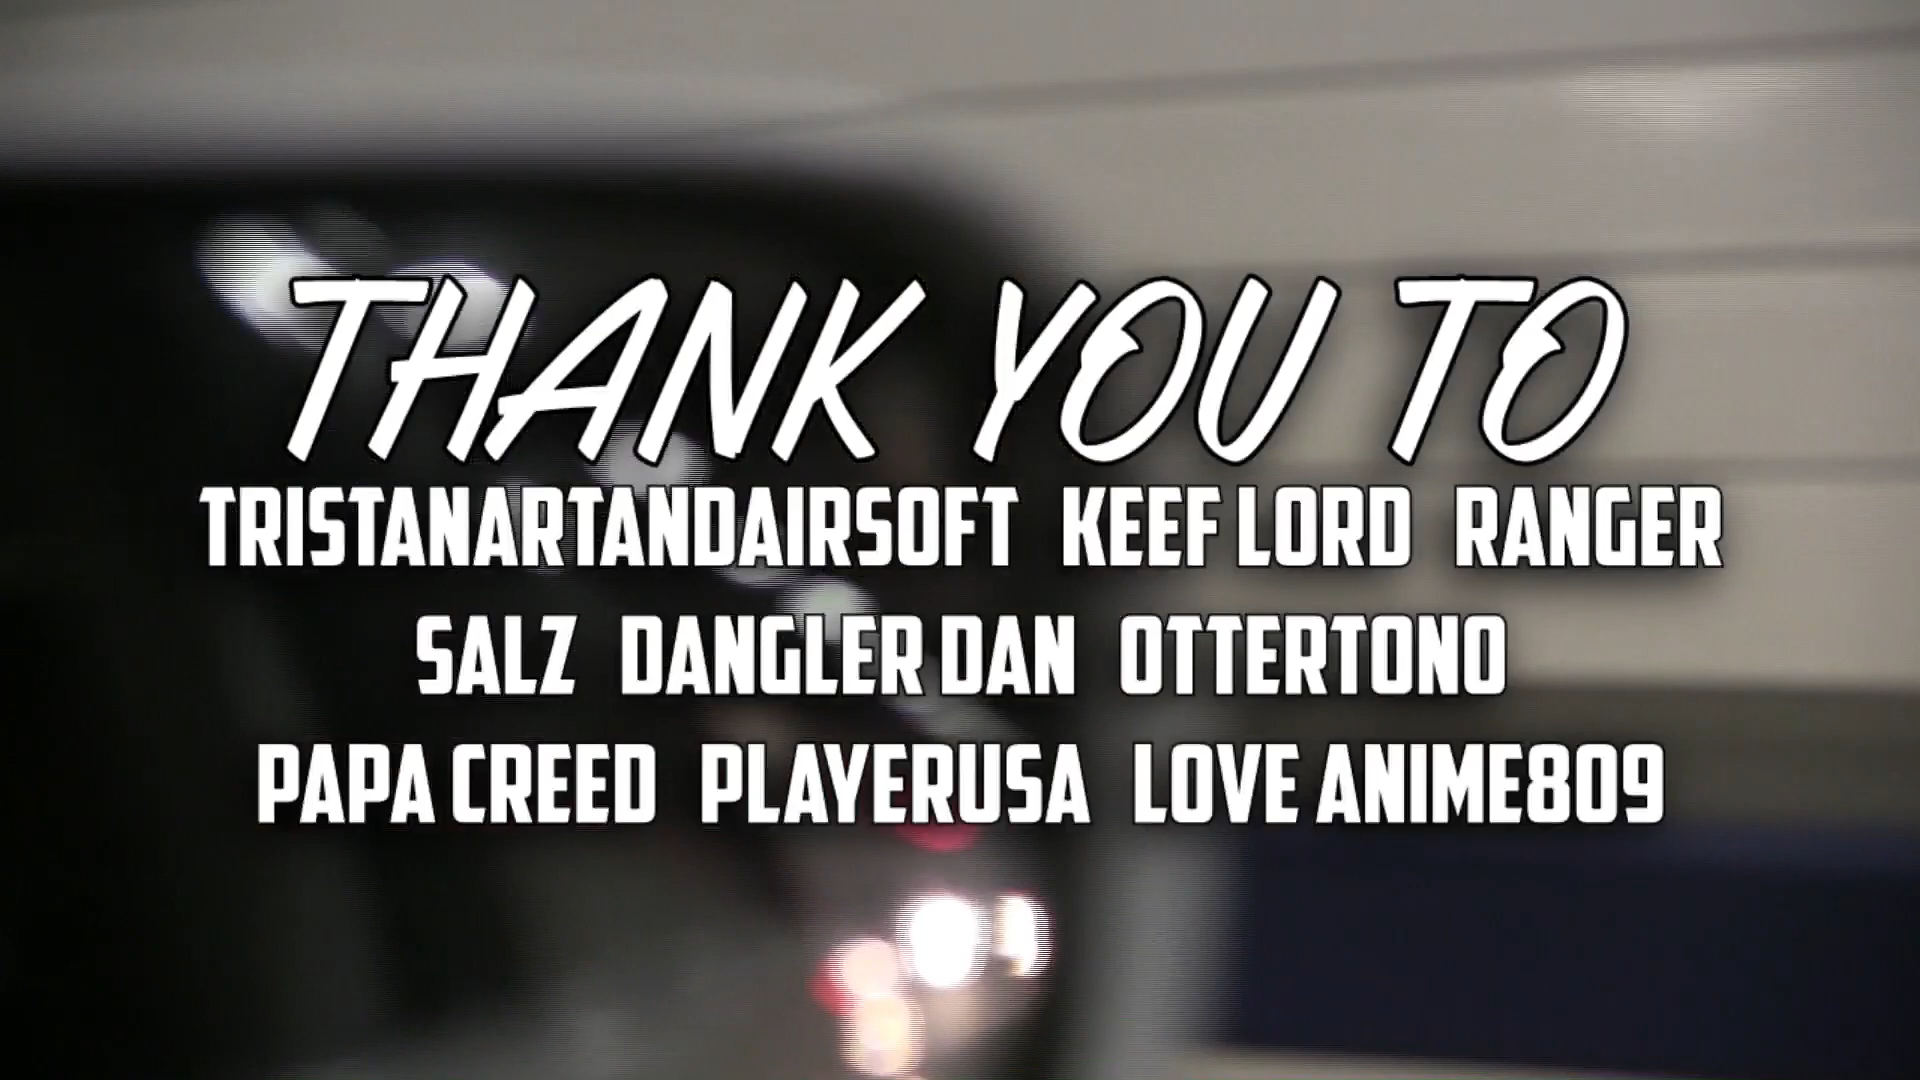 THANK YOU TO
TRISTANARTANDAIRSOFT KEEF LORD RANGER
SALZ DANGLER DAN OTTERTONO
PAPA CREED PLAYERUSA LOVE ANIME809